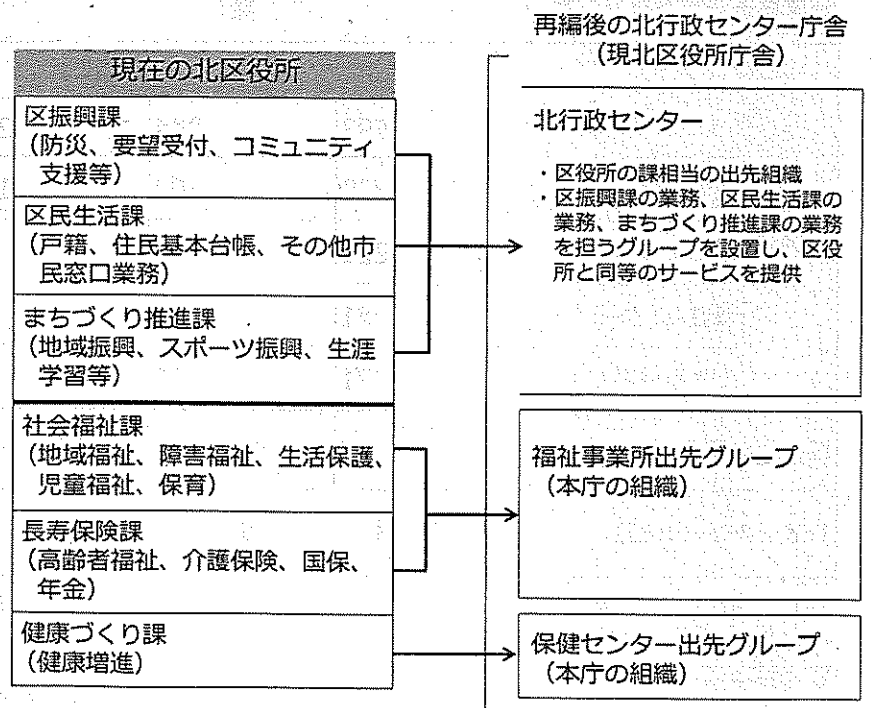 再編後の北行政センター庁舎
(現北区役所庁舎)
現在の北区役所
区振興課
(防災、要望受付、コミュニティ
支援等)
区民生活課
(戸籍、住民基本台帳、その他市
民窓口業務)
まちづくり推進課
(地域振興、スポーツ振興、生涯
学習等)
社会福祉課
(地域福祉、障害福祉、生活保護、
児童福祉、保育)
長寿保険課
(高齢者福祉、介護保険、国保、
年金)
健康づくり課
(健康増進)
北行政センター
・区役所の課相当の出先組織
・区振興課の業務、区民生活課の
業務、まちづくり推進課の業務
を担うグループを設置し、区役
所と同等のサービスを提供
福祉事業所出先グループ
(本庁の組織)
保健センター出先グループ
(本庁の組織)